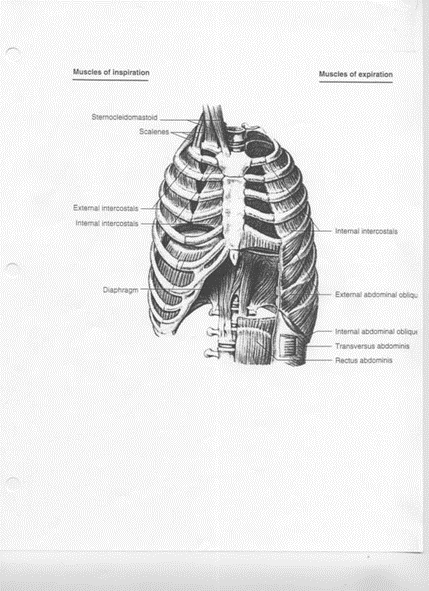 Muscles of inspiration
Sternocleidomastoid
Scalenes
External intercostals
Internal intercostals
Diaphragm
Muscles of expiration
Internal intercostals
External abdominal obliqu
Internal abdominal oblique
Transversus abdominis
Rectus abdominis